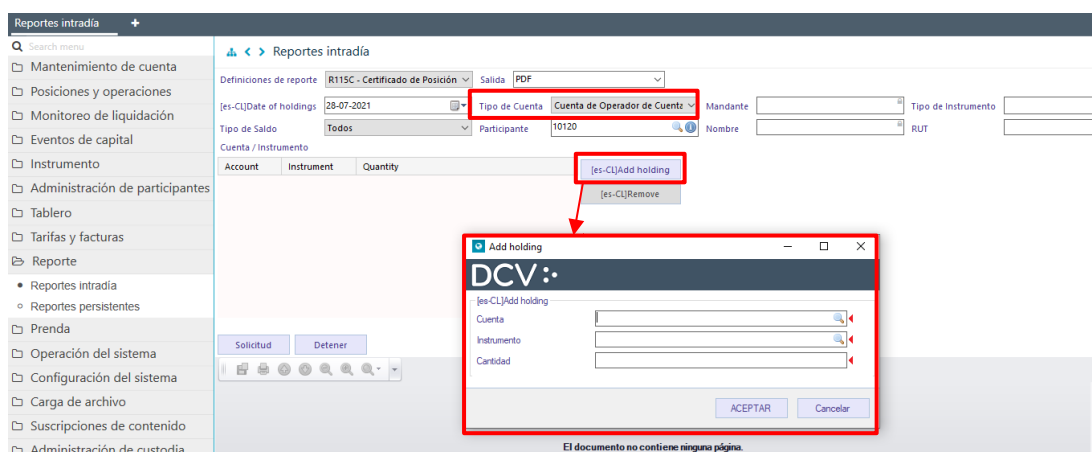 Reportes intradía +
Search menu
Mantenimiento de cuenta
Posiciones y operaciones
Monitoreo de liquidación
Eventos de capital
Instrumento
Administración de participantes
Tablero
Tarifas y facturas
Reporte
Reportes intradía
Reportes persistentes
Prenda
Operación del sistema
Configuración del sistema
Carga de archivo
Suscripciones de contenido
Administración de custodia
Reportes intradía
Definiciones de reporte R115C - Certificado de Posición Salida PDF
[es-CL]Date of holdings 28-07-2021 Tipo de Cuenta Cuenta de Operador de Cuenta Mandante Tipo de Instrumento
Tipo de Saldo Todos Participante 10120 Nombre RUT
Cuenta / Instrumento
Account Instrument Quantity
[es-CL]Add holding
[es-CL]Remove
Add holding
DCV
[es-CL]Add holding
Cuenta
Instrumento
Cantidad
ACEPTAR Cancelar
Solicitud Detener
El documento no contiene ninguna página.